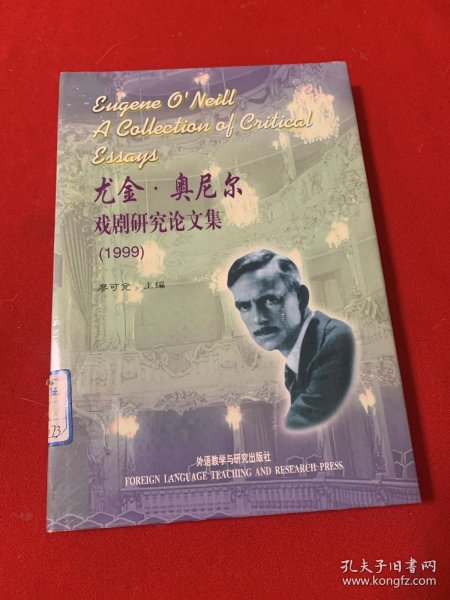 Eugene O'Neill
A Collection of Critical
Essays
尤金·奥尼尔
戏剧研究论文集
(1999)
廖可兑 主编
外语教学与研究出版社
FOREIGN LANGUAGE TEACHING AND RESEARCH PRESS
孔夫子旧书网
www.kongfz.com